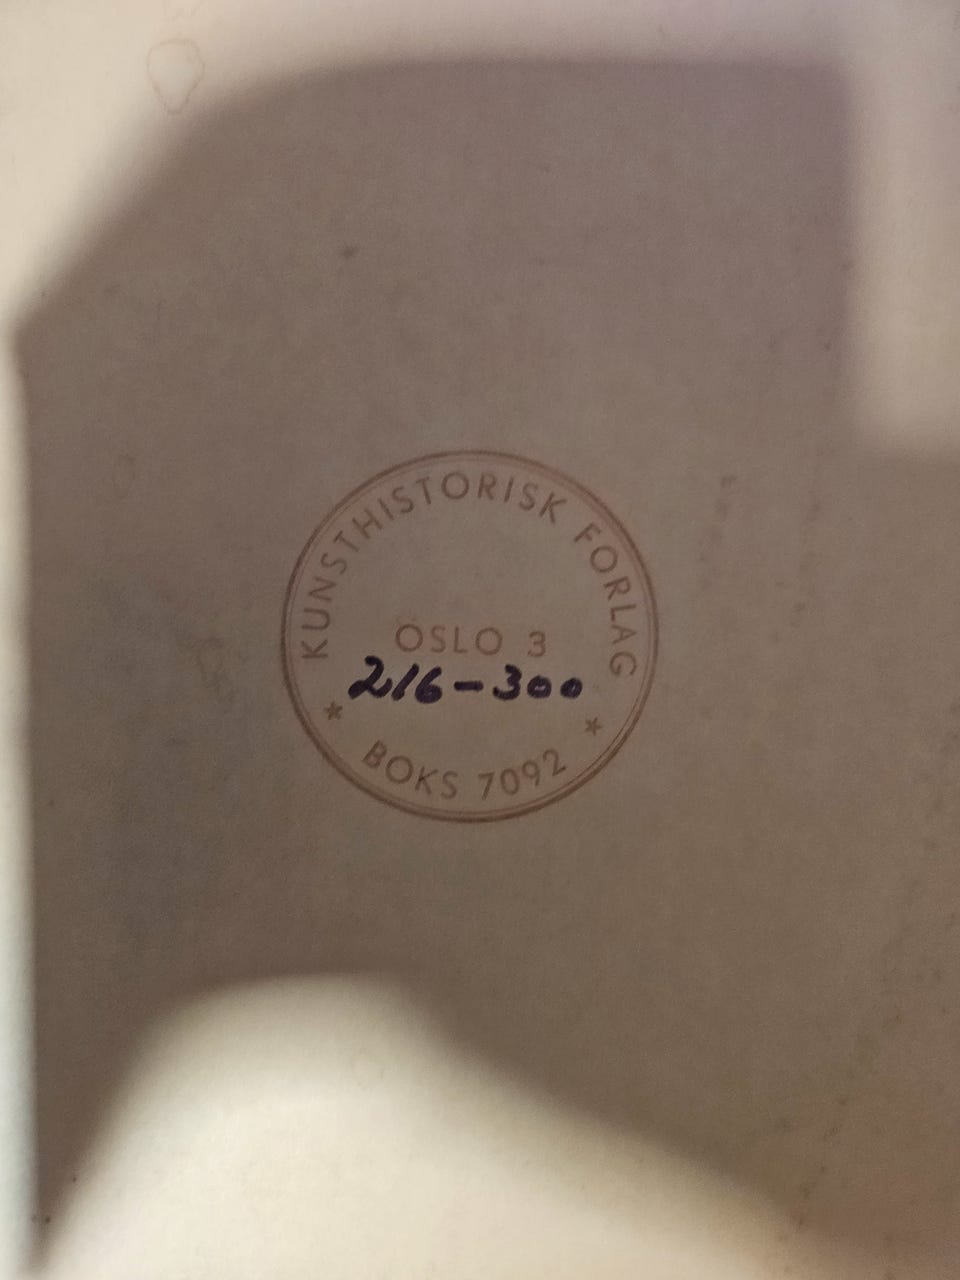 KUNSTHISTORISK FORLAG
OSLO 3
216-300
BOKS 7092